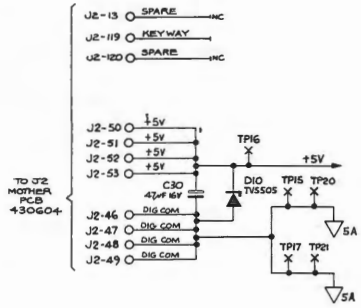 J2-13 SPARE NC
J2-119 KEYWAY
J2-120 SPARE NC
J2-50 +5V
J2-51 +5V
J2-52 +5V
J2-53 +5V
TP16
+5V
C30
47µF 16V
D10
TVS505
TP15 TP20
5A
TO J2
MOTHER
PCB
430604
J2-46 DIG COM
J2-47 DIG COM
J2-48 DIG COM
J2-49 DIG COM
TP17 TP21
5A